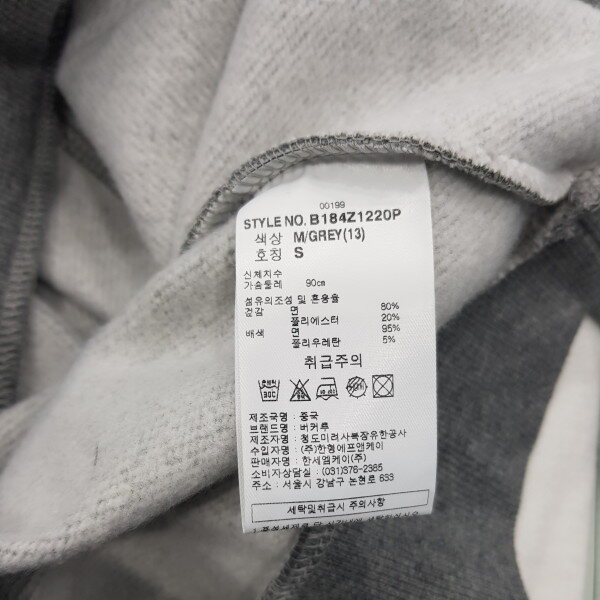 00199
STYLE NO. B184Z1220P
색상 M/GREY(13)
호칭 S
신체치수
가슴둘레 90㎝
섬유의조성 및 혼용율
겉감 면 80%
폴리에스터 20%
배색 면 95%
폴리우레탄 5%
취급주의
제조국명 : 중국
브랜드명 : 버커루
제조자명 : 청도미려사복장유한공사
수입자명 : (주)한형에프앤케이
판매자명 : 한세엠케이(주)
소비자상담실 : (031)376-2385
주소 : 서울시 강남구 논현로 633
세탁및취급시 주의사항